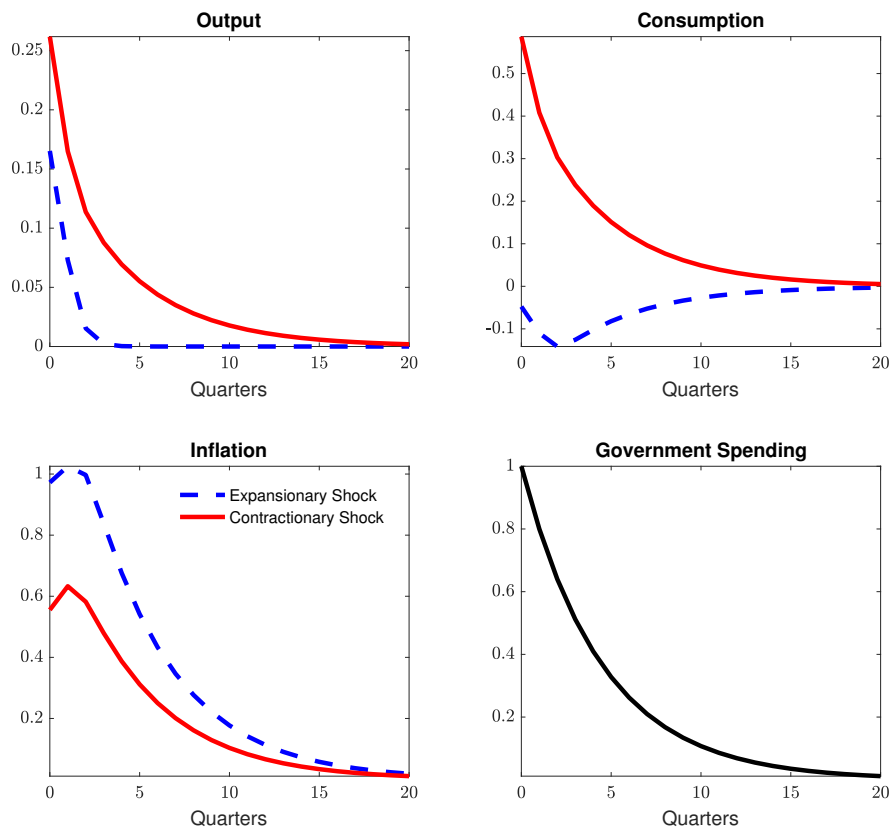 Output
0.25
0.2
0.15
0.1
0.05
0
0 5 10 15 20
Quarters
Consumption
0.5
0.4
0.3
0.2
0.1
0
-0.1
0 5 10 15 20
Quarters
Inflation
1
0.8
0.6
0.4
0.2
0 5 10 15 20
Quarters
Expansionary Shock
Contractionary Shock
Government Spending
1
0.8
0.6
0.4
0.2
0 5 10 15 20
Quarters